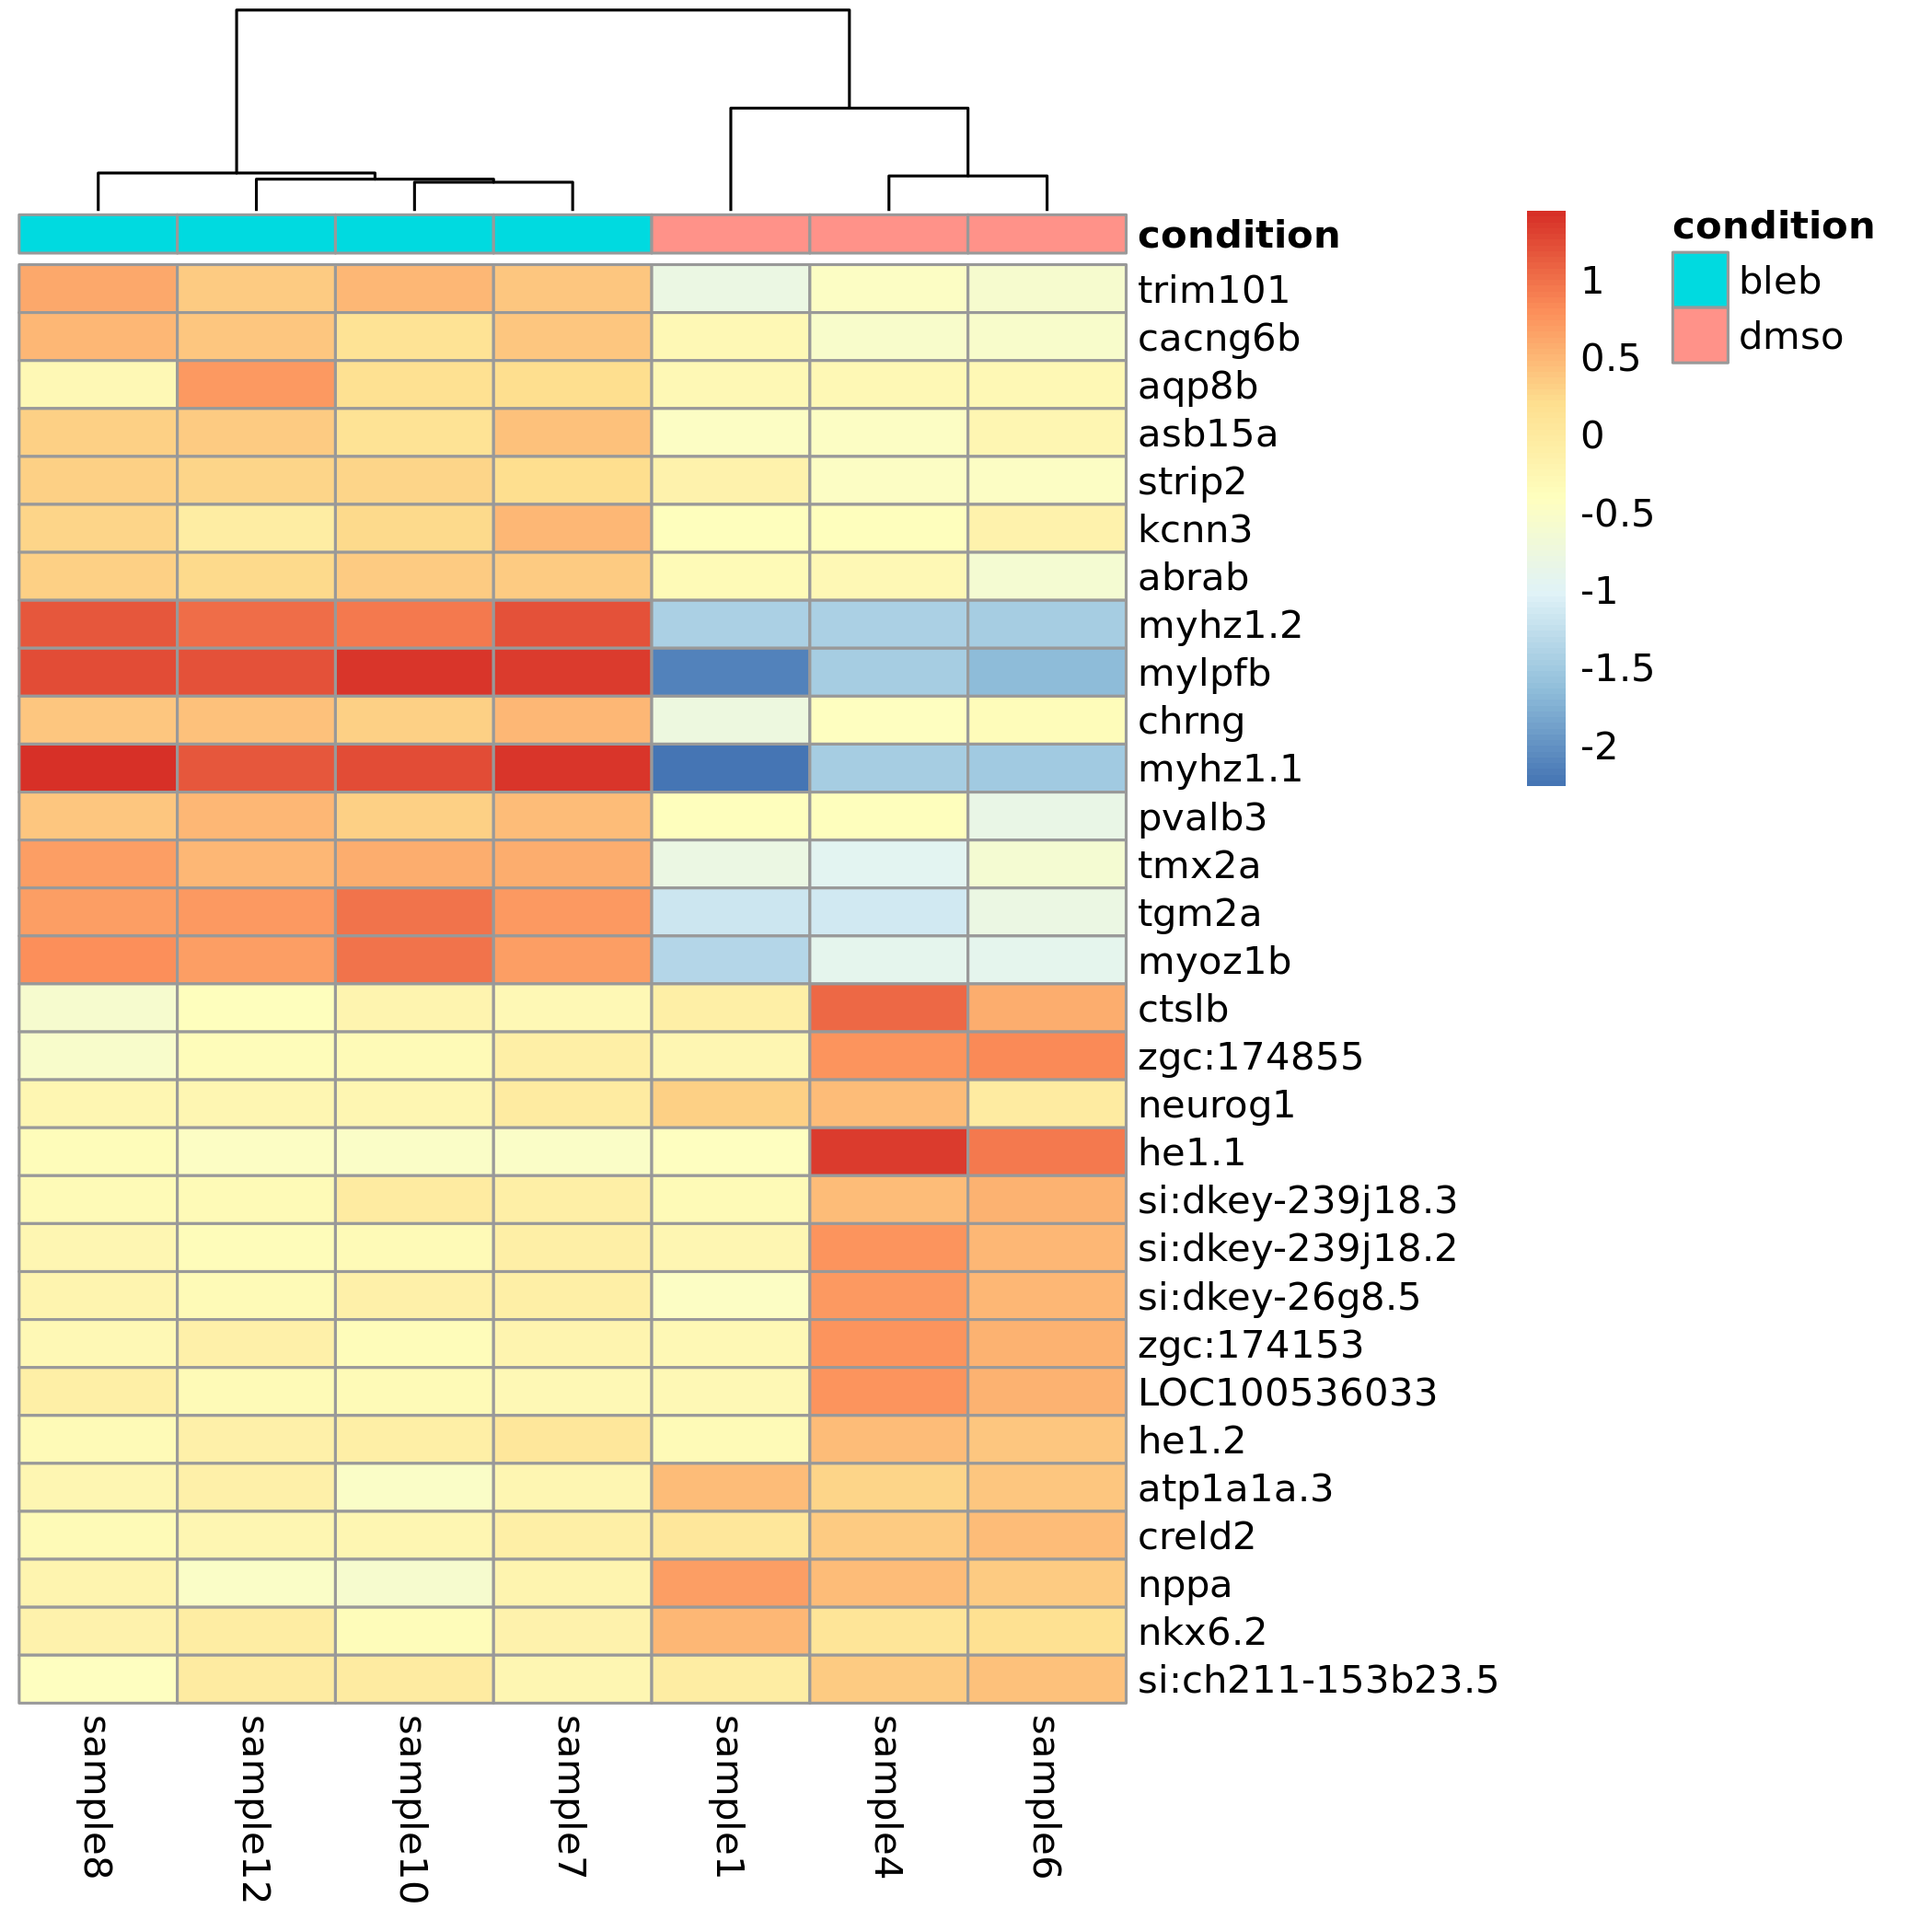 condition
trim101
cacng6b
aqp8b
asb15a
strip2
kcnn3
abrab
myhz1.2
mylpfb
chrng
myhz1.1
pvalb3
tmx2a
tgm2a
myoz1b
ctslb
zgc:174855
neurog1
he1.1
si:dkey-239j18.3
si:dkey-239j18.2
si:dkey-26g8.5
zgc:174153
LOC100536033
he1.2
atp1a1a.3
creld2
nppa
nkx6.2
si:ch211-153b23.5
sample8
sample12
sample10
sample7
sample1
sample4
sample6
1
0.5
0
-0.5
-1
-1.5
-2
condition
bleb
dmso